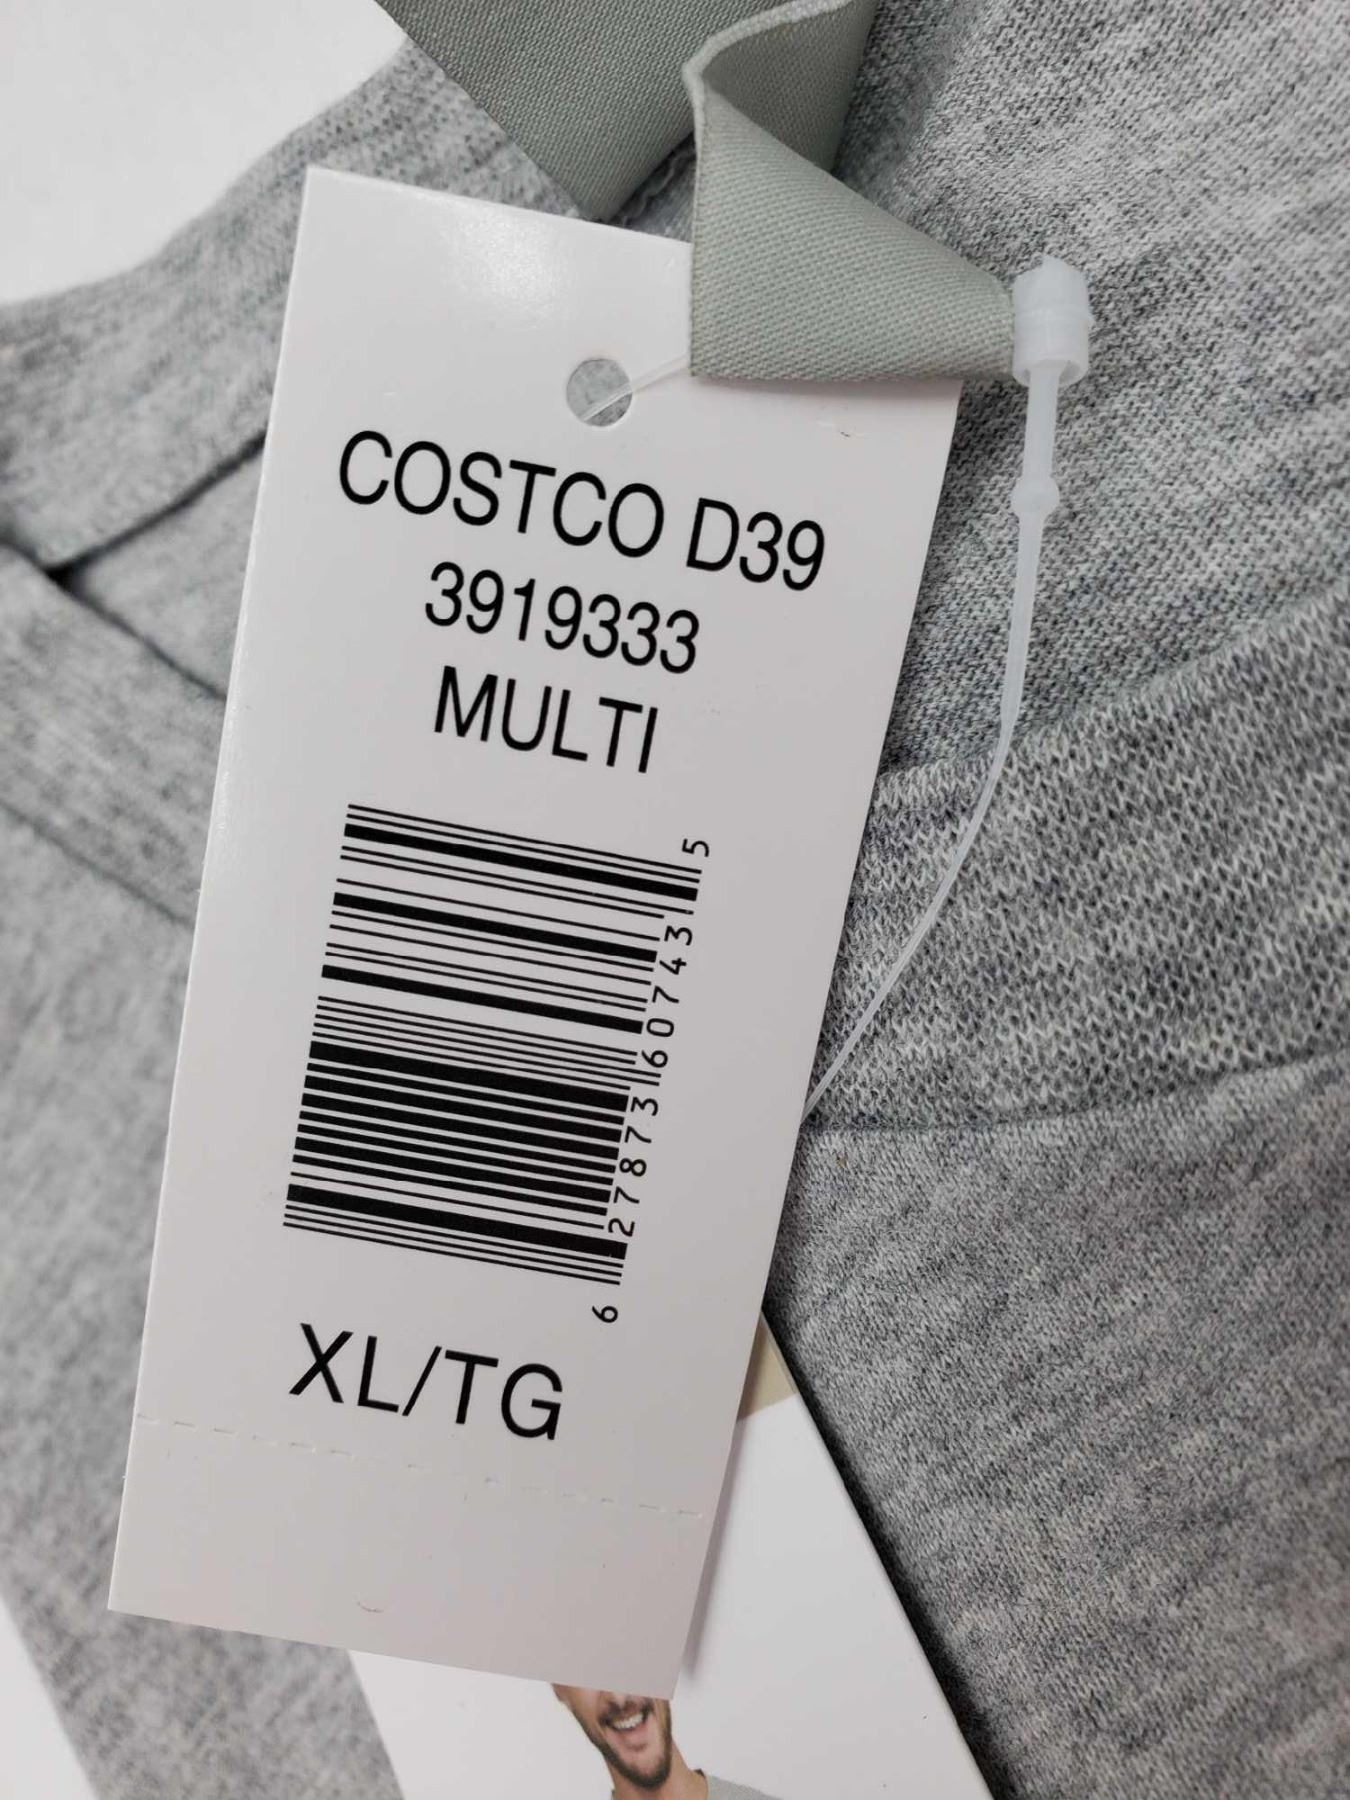 COSTCO D39
3919333
MULTI
6 27873 60743 5
XL/TG